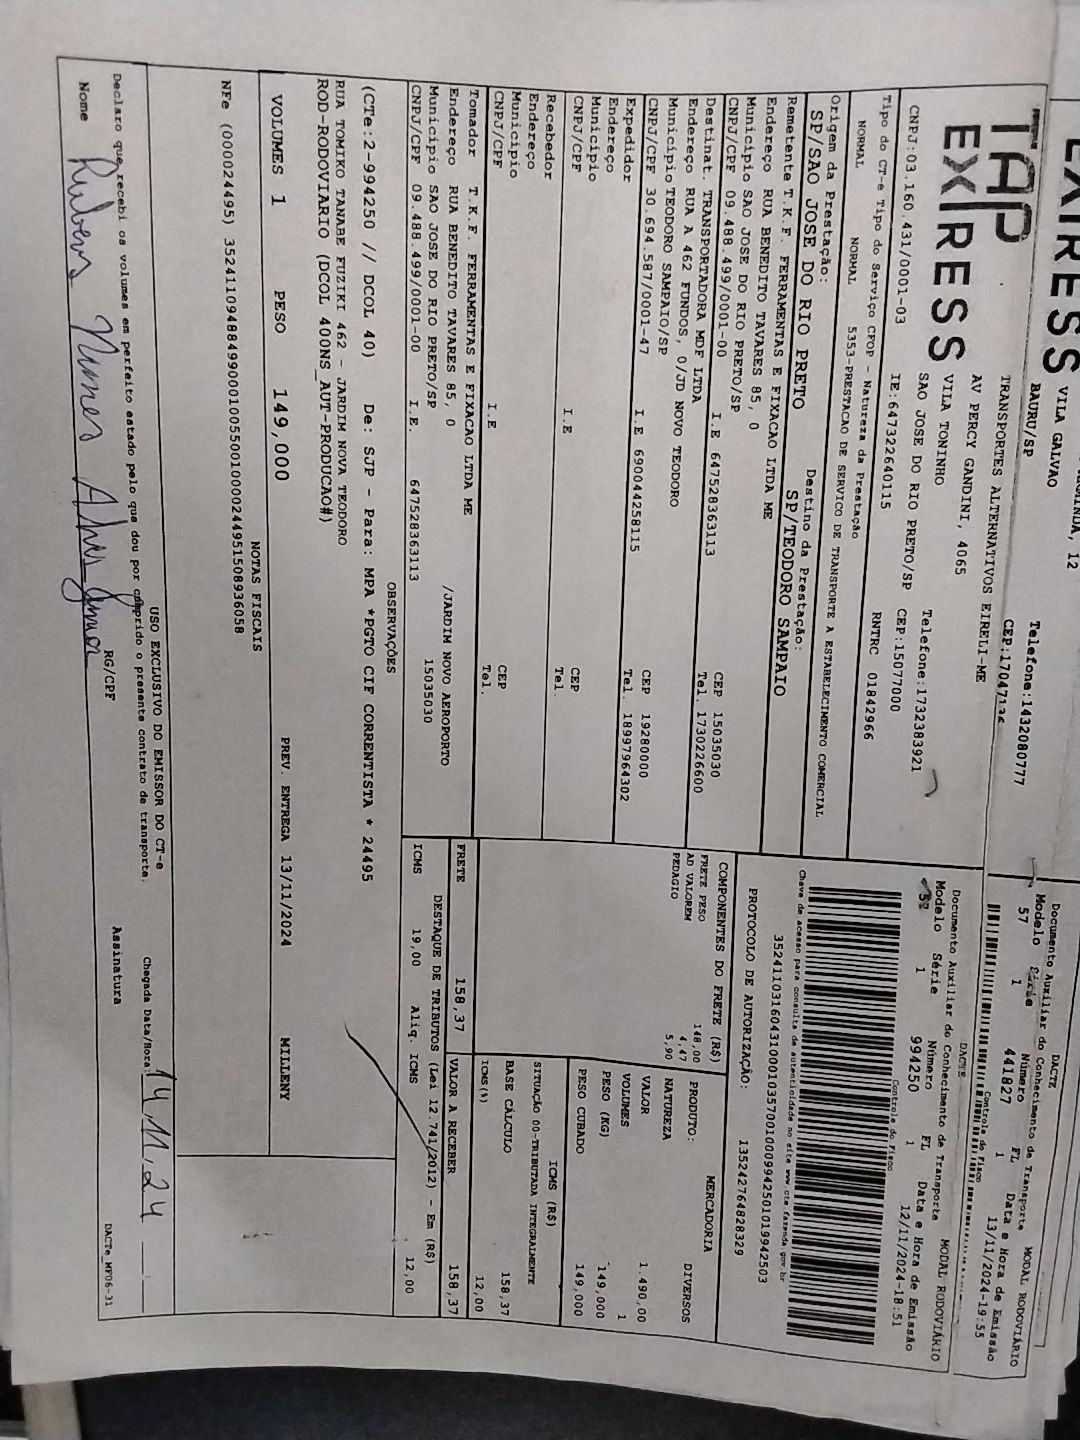 EXPRESS
VILA GALVAO
BAURU/SP
Telefone:1432080777
DACTE
Documento Auxiliar do Conhecimento de Transporte
MODAL RODOVIÁRIO
Modelo Série Número FL Data e Hora de Emissão
57 1 441827 1 13/11/2024-19:55
Controle do Fisco
TAP
EXPRESS
TRANSPORTES ALTERNATIVOS EIRELI-ME
AV PERCY GANDINI, 4065
VILA TONINHO
SAO JOSE DO RIO PRETO/SP CEP:15077000
Telefone:1732383921
CNPJ:03.160.431/0001-03 IE:647322640115 RNTRC 01842966
DACTE
Documento Auxiliar do Conhecimento de Transporte
MODAL RODOVIÁRIO
Modelo Série Número FL Data e Hora de Emissão
57 1 994250 1 12/11/2024-18:51
Controle do Fisco
Tipo do CT-e Tipo do Serviço CFOP - Natureza da Prestação
NORMAL NORMAL 5353-PRESTACAO DE SERVICO DE TRANSPORTE A ESTABELECIMENTO COMERCIAL
Chave de acesso para consulta de autenticidade no site www.cte.fazenda.gov.br
35241103160431000103570010009942501019942503
PROTOCOLO DE AUTORIZAÇÃO: 135242764828329
Origem da Prestação: Destino da Prestação:
SP/SAO JOSE DO RIO PRETO SP/TEODORO SAMPAIO
Remetente T.K.F. FERRAMENTAS E FIXACAO LTDA ME
Endereço RUA BENEDITO TAVARES 85, 0
Município SAO JOSE DO RIO PRETO/SP CEP 15035030
CNPJ/CPF 09.488.499/0001-00 I.E 647528363113 Tel. 1730226600
Destinat. TRANSPORTADORA MDF LTDA
Endereço RUA A 462 FUNDOS, 0/JD NOVO TEODORO
Município TEODORO SAMPAIO/SP CEP 19280000
CNPJ/CPF 30.694.587/0001-47 I.E 690044258115 Tel. 18997964302
Expedidor
Endereço
Município CEP
CNPJ/CPF I.E Tel.
Recebedor
Endereço
Município CEP
CNPJ/CPF I.E Tel.
Tomador T.K.F. FERRAMENTAS E FIXACAO LTDA ME
Endereço RUA BENEDITO TAVARES 85, 0 /JARDIM NOVO AEROPORTO
Município SAO JOSE DO RIO PRETO/SP 15035030
CNPJ/CPF 09.488.499/0001-00 I.E. 647528363113
COMPONENTES DO FRETE (R$)
FRETE PESO 148,00
AD VALOREM 4,47
PEDAGIO 5,90
PRODUTO: MERCADORIA
NATUREZA DIVERSOS
VALOR 1.490,00
VOLUMES 1
PESO (KG) 149,000
PESO CUBADO 149,000
ICMS (R$)
SITUAÇÃO 00-TRIBUTADA INTEGRALMENTE
BASE CÁLCULO 158,37
ICMS(%) 12,00
FRETE 158,37 VALOR A RECEBER 158,37
DESTAQUE DE TRIBUTOS (Lei 12.741/2012) - Em (R$)
ICMS 19,00 Aliq. ICMS 12,00
OBSERVAÇÕES
(CTe:2-994250 // DCOL 40) De: SJP - Para: MPA *PGTO CIF CORRENTISTA * 24495
RUA TOMIKO TANABE FUZIKI 462 - JARDIM NOVA TEODORO
ROD-RODOVIARIO (DCOL 400NS_AUT-PRODUCAO#)
VOLUMES 1 PESO 149,000 PREV. ENTREGA 13/11/2024 MILLENY
NOTAS FISCAIS
NFe (000024495) 35241109488499000100550010000244951508936058
USO EXCLUSIVO DO EMISSOR DO CT-e
Declaro que recebi os volumes em perfeito estado pelo que dou por cumprido o presente contrato de transporte.
Chegada Data/Hora: 14.11.24
Nome Rubens Nunes Alves Junior RG/CPF Assinatura
DACTe_MP06-31